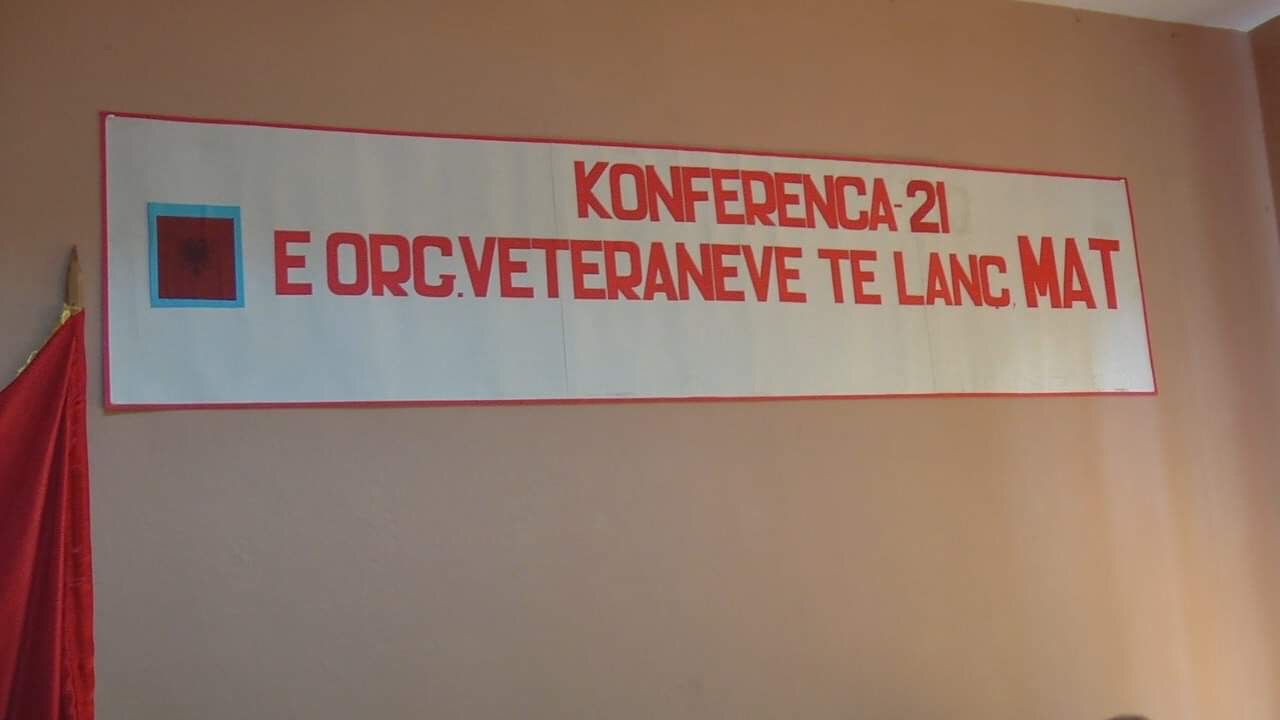 KONFERENCA-21
E ORG.VETERANEVE TE LANÇ, MAT